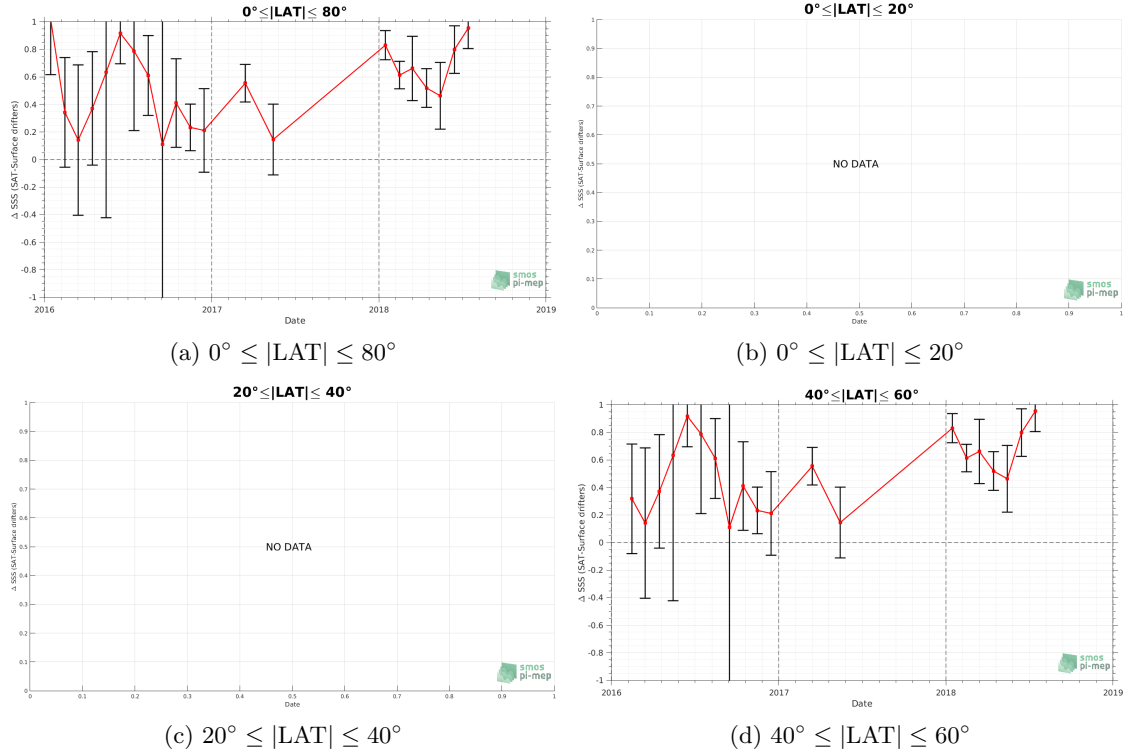 0°≤|LAT|≤ 80°
1
0.8
0.6
0.4
0.2
0
-0.2
-0.4
-0.6
-0.8
-1
Δ SSS (SAT-Surface drifters)
2016
2017
2018
2019
Date
smos
pi-mep
(a) 0° ≤ |LAT| ≤ 80°
0°≤|LAT|≤ 20°
1
0.9
0.8
0.7
0.6
0.5
0.4
0.3
0.2
0.1
0
Δ SSS (SAT-Surface drifters)
NO DATA
0 0.1 0.2 0.3 0.4 0.5 0.6 0.7 0.8 0.9 1
Date
smos
pi-mep
(b) 0° ≤ |LAT| ≤ 20°
20°≤|LAT|≤ 40°
1
0.9
0.8
0.7
0.6
0.5
0.4
0.3
0.2
0.1
0
Δ SSS (SAT-Surface drifters)
NO DATA
0 0.1 0.2 0.3 0.4 0.5 0.6 0.7 0.8 0.9 1
Date
smos
pi-mep
(c) 20° ≤ |LAT| ≤ 40°
40°≤|LAT|≤ 60°
1
0.8
0.6
0.4
0.2
0
-0.2
-0.4
-0.6
-0.8
-1
Δ SSS (SAT-Surface drifters)
2016
2017
2018
2019
Date
smos
pi-mep
(d) 40° ≤ |LAT| ≤ 60°